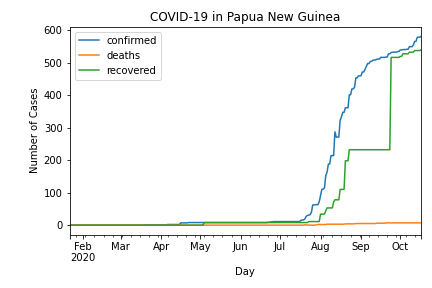 COVID-19 in Papua New Guinea
600
500
400
300
200
100
0
Number of Cases
confirmed
deaths
recovered
Feb Mar Apr May Jun Jul Aug Sep Oct
2020
Day